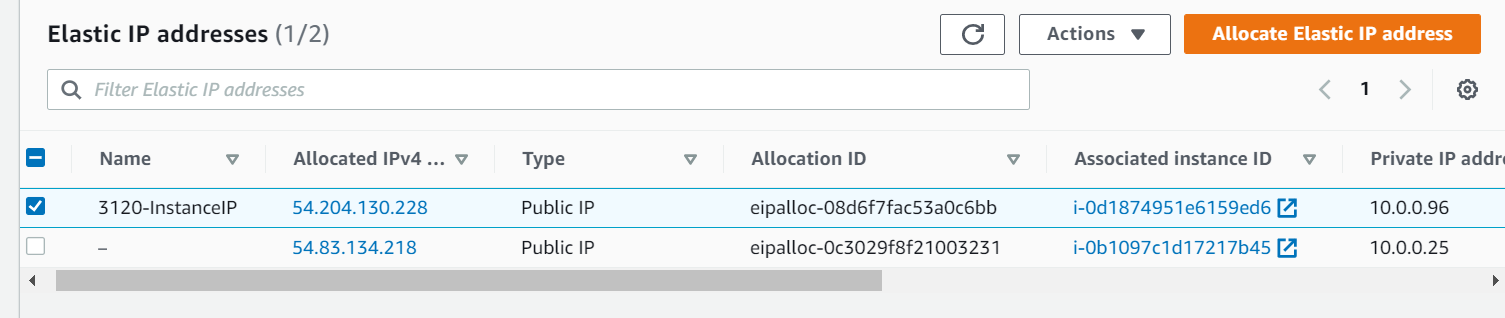 Elastic IP addresses (1/2)
Actions
Allocate Elastic IP address
Filter Elastic IP addresses
1
Name Allocated IPv4 ... Type Allocation ID Associated instance ID Private IP addre
3120-InstanceIP 54.204.130.228 Public IP eipalloc-08d6f7fac53a0c6bb i-0d1874951e6159ed6 10.0.0.96
– 54.83.134.218 Public IP eipalloc-0c3029f8f21003231 i-0b1097c1d17217b45 10.0.0.25